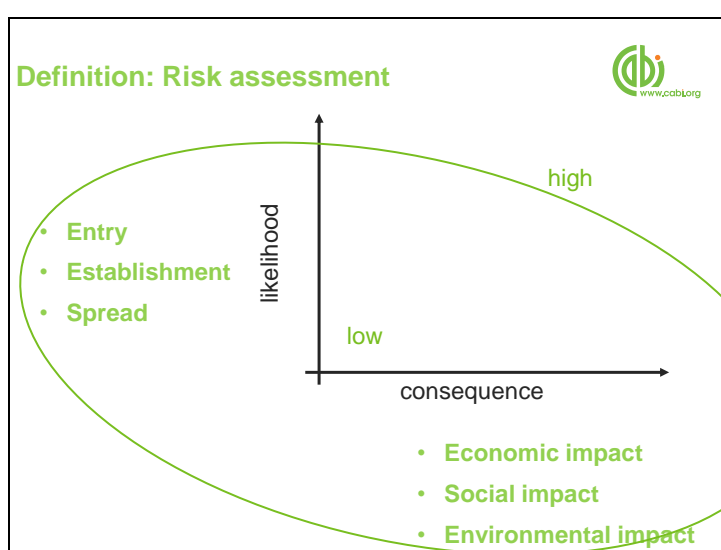 Definition: Risk assessment
cabi
www.cabi.org
high
• Entry
• Establishment
• Spread
likelihood
low
consequence
• Economic impact
• Social impact
• Environmental impact